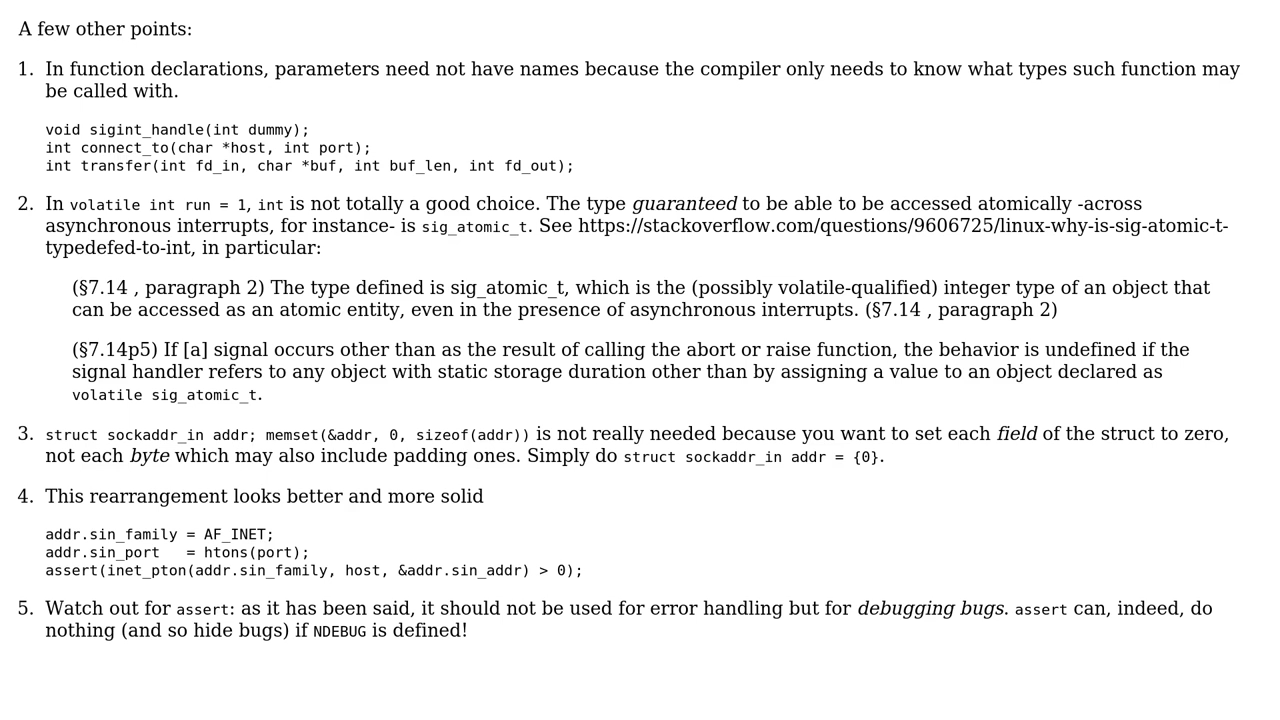 A few other points:
1. In function declarations, parameters need not have names because the compiler only needs to know what types such function may
be called with.
void sigint_handle(int dummy);
int connect_to(char *host, int port);
int transfer(int fd_in, char *buf, int buf_len, int fd_out);
2. In volatile int run = 1, int is not totally a good choice. The type guaranteed to be able to be accessed atomically -across
asynchronous interrupts, for instance- is sig_atomic_t. See https://stackoverflow.com/questions/9606725/linux-why-is-sig-atomic-t-
typedefed-to-int, in particular:
(§7.14 , paragraph 2) The type defined is sig_atomic_t, which is the (possibly volatile-qualified) integer type of an object that
can be accessed as an atomic entity, even in the presence of asynchronous interrupts. (§7.14 , paragraph 2)
(§7.14p5) If [a] signal occurs other than as the result of calling the abort or raise function, the behavior is undefined if the
signal handler refers to any object with static storage duration other than by assigning a value to an object declared as
volatile sig_atomic_t.
3. struct sockaddr_in addr; memset(&addr, 0, sizeof(addr)) is not really needed because you want to set each field of the struct to zero,
not each byte which may also include padding ones. Simply do struct sockaddr_in addr = {0}.
4. This rearrangement looks better and more solid
addr.sin_family = AF_INET;
addr.sin_port   = htons(port);
assert(inet_pton(addr.sin_family, host, &addr.sin_addr) > 0);
5. Watch out for assert: as it has been said, it should not be used for error handling but for debugging bugs. assert can, indeed, do
nothing (and so hide bugs) if NDEBUG is defined!